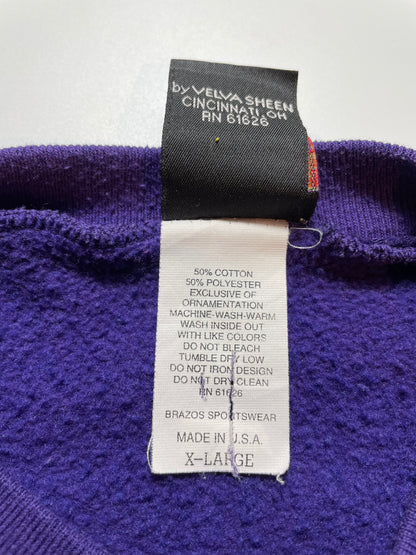 by VELVA SHEEN
CINCINNATI, OH
RN 61626
50% COTTON
50% POLYESTER
EXCLUSIVE OF
ORNAMENTATION
MACHINE-WASH-WARM
WASH INSIDE OUT
WITH LIKE COLORS
DO NOT BLEACH
TUMBLE DRY LOW
DO NOT IRON DESIGN
DO NOT DRY CLEAN
RN 61626
BRAZOS SPORTSWEAR
MADE IN U.S.A.
X-LARGE